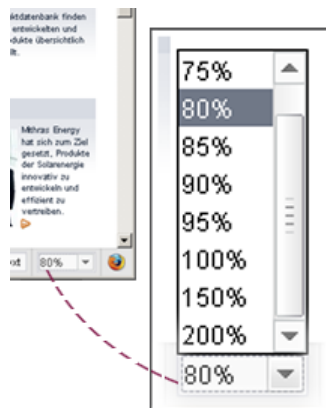 ktdatenbank finden
entwickelten und
dukte übersichtlich
lt.
Mithras Energy
hat sich zum Ziel
gesetzt, Produkte
der Solarenergie
innovativ zu
entwickeln und
effizient zu
vertreiben.
ext 80%
75%
80%
85%
90%
95%
100%
150%
200%
80%